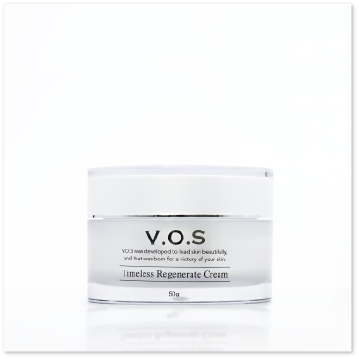 V.O.S
V.O.S was developed to lead skin beautifully,
and that was born for a victory of your skin.
Timeless Regenerate Cream
50g